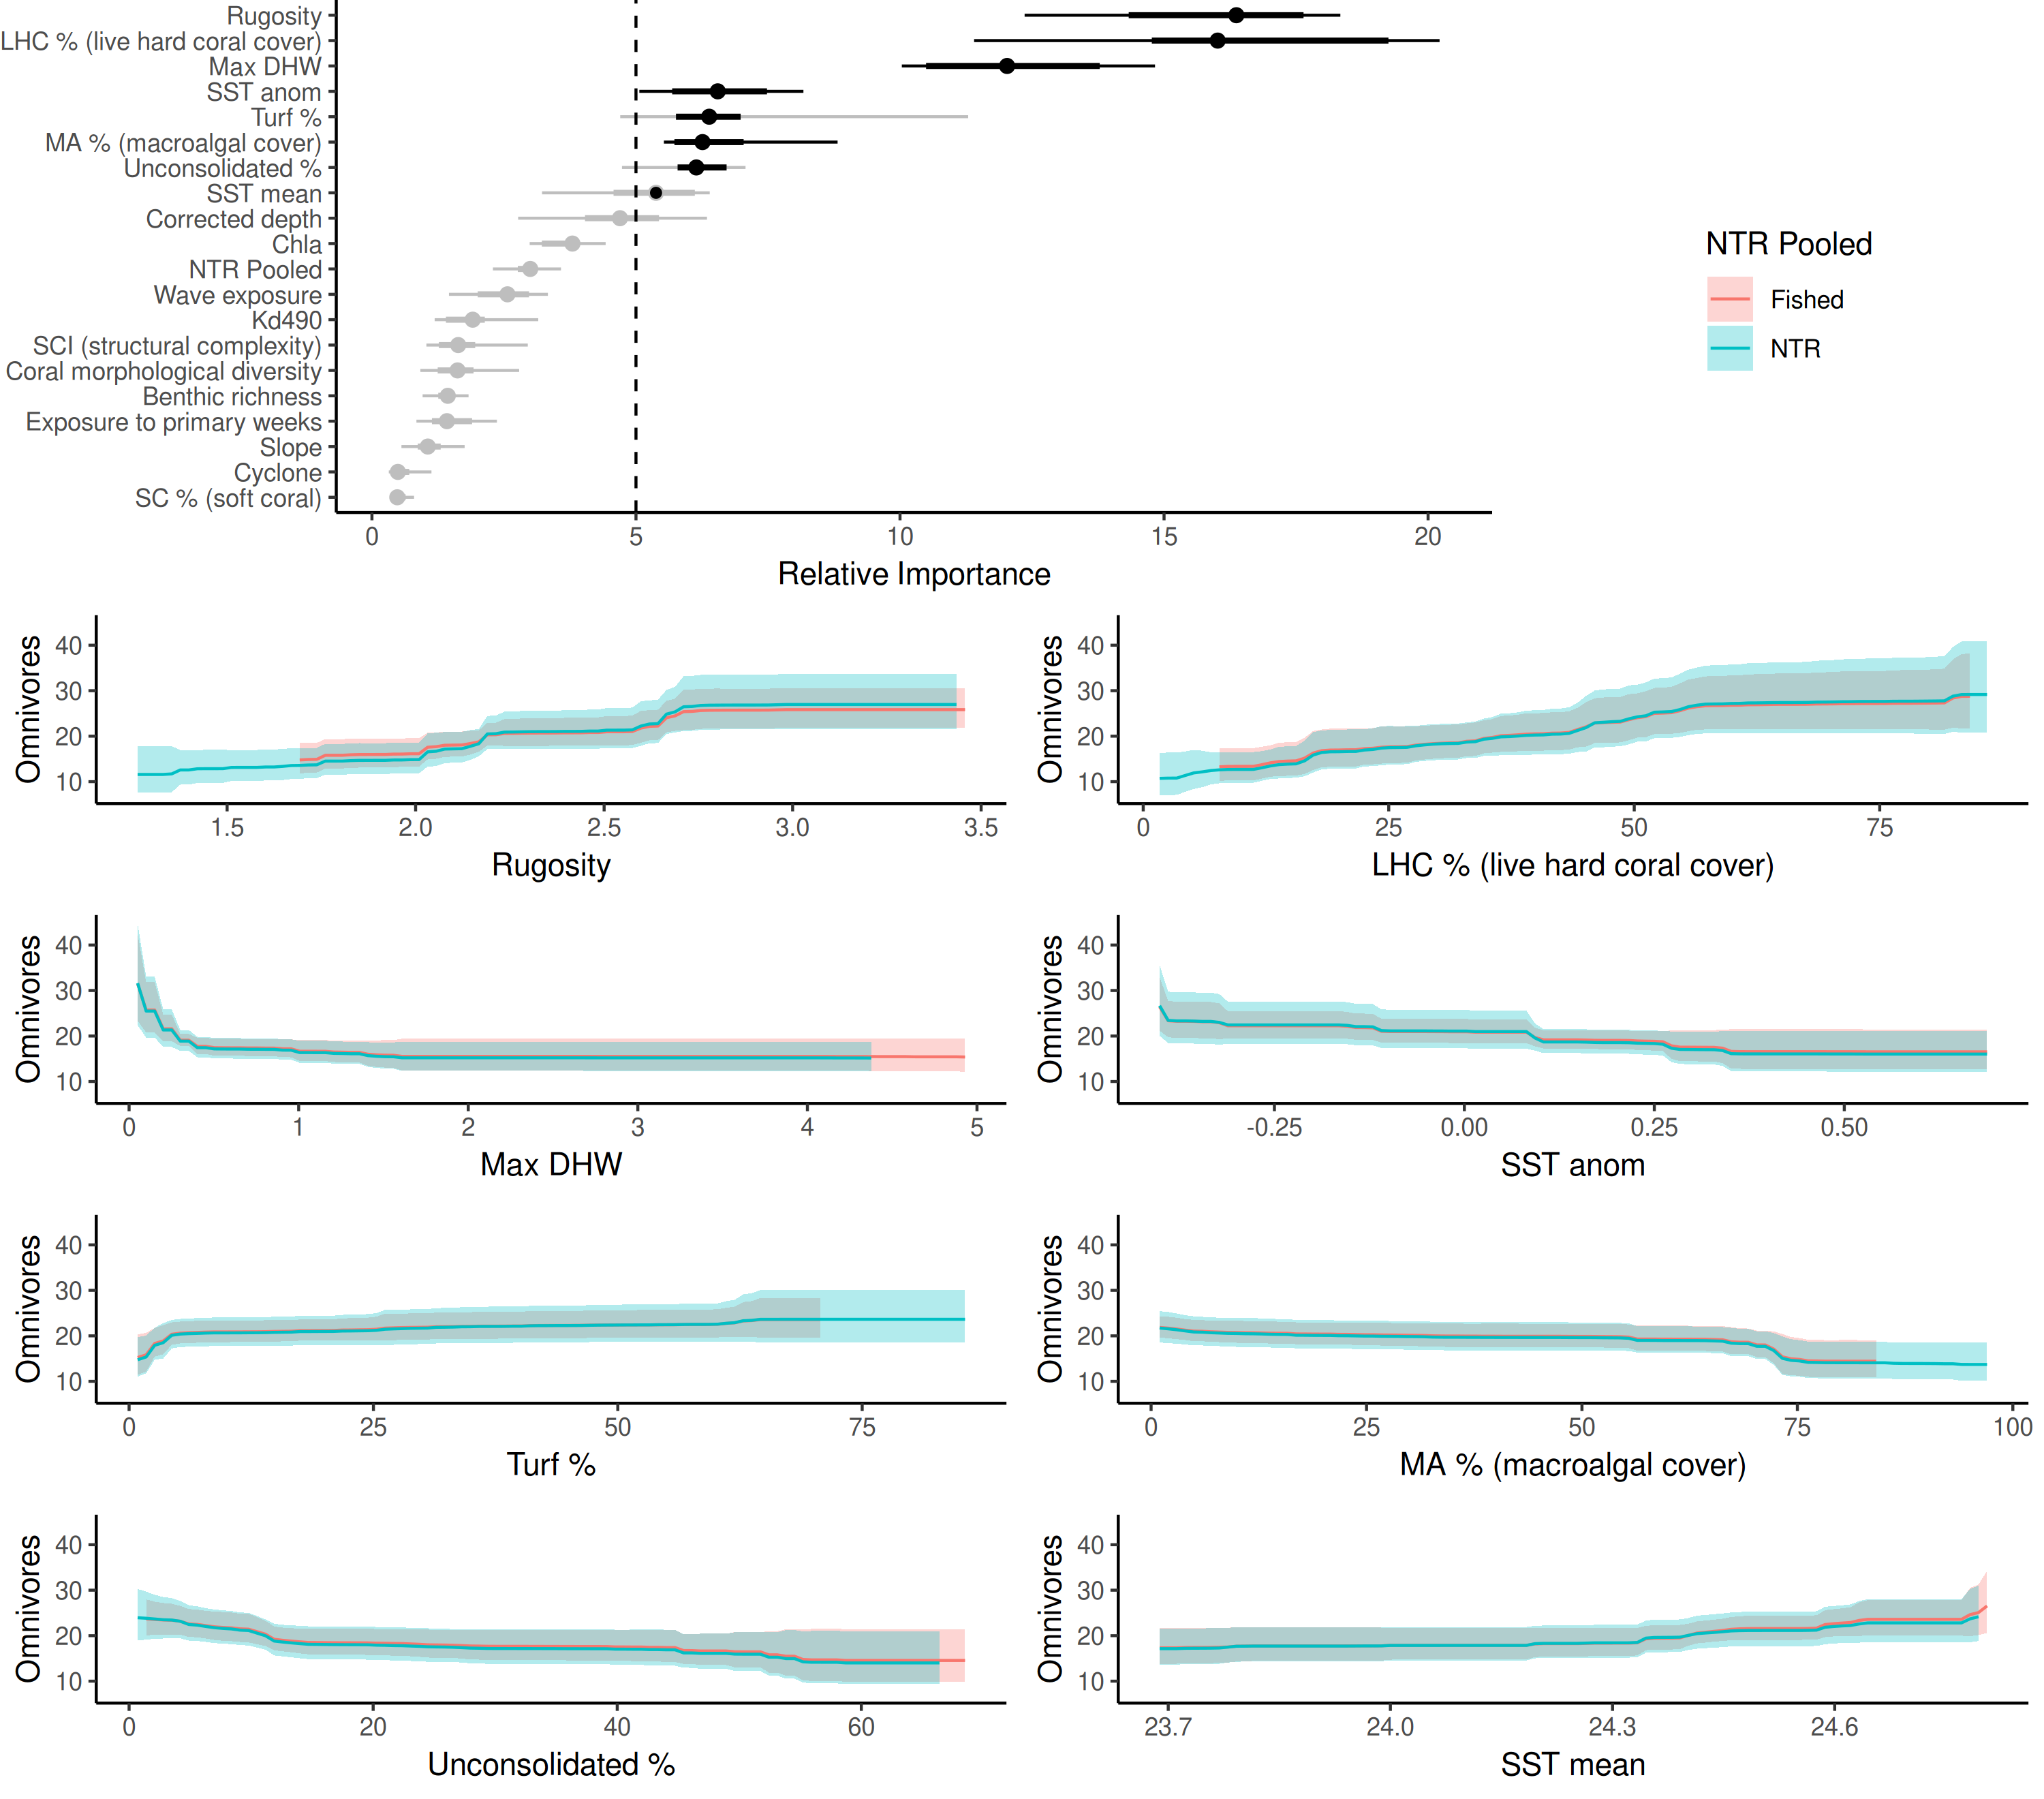 Rugosity
LHC % (live hard coral cover)
Max DHW
SST anom
Turf %
MA % (macroalgal cover)
Unconsolidated %
SST mean
Corrected depth
Chla
NTR Pooled
Wave exposure
Kd490
SCI (structural complexity)
Coral morphological diversity
Benthic richness
Exposure to primary weeks
Slope
Cyclone
SC % (soft coral)
0 5 10 15 20
Relative Importance
NTR Pooled
Fished
NTR
Omnivores
40
30
20
10
1.5 2.0 2.5 3.0 3.5
Rugosity
Omnivores
40
30
20
10
0 25 50 75
LHC % (live hard coral cover)
Omnivores
40
30
20
10
0 1 2 3 4 5
Max DHW
Omnivores
40
30
20
10
-0.25 0.00 0.25 0.50
SST anom
Omnivores
40
30
20
10
0 25 50 75
Turf %
Omnivores
40
30
20
10
0 25 50 75 100
MA % (macroalgal cover)
Omnivores
40
30
20
10
0 20 40 60
Unconsolidated %
Omnivores
40
30
20
10
23.7 24.0 24.3 24.6
SST mean